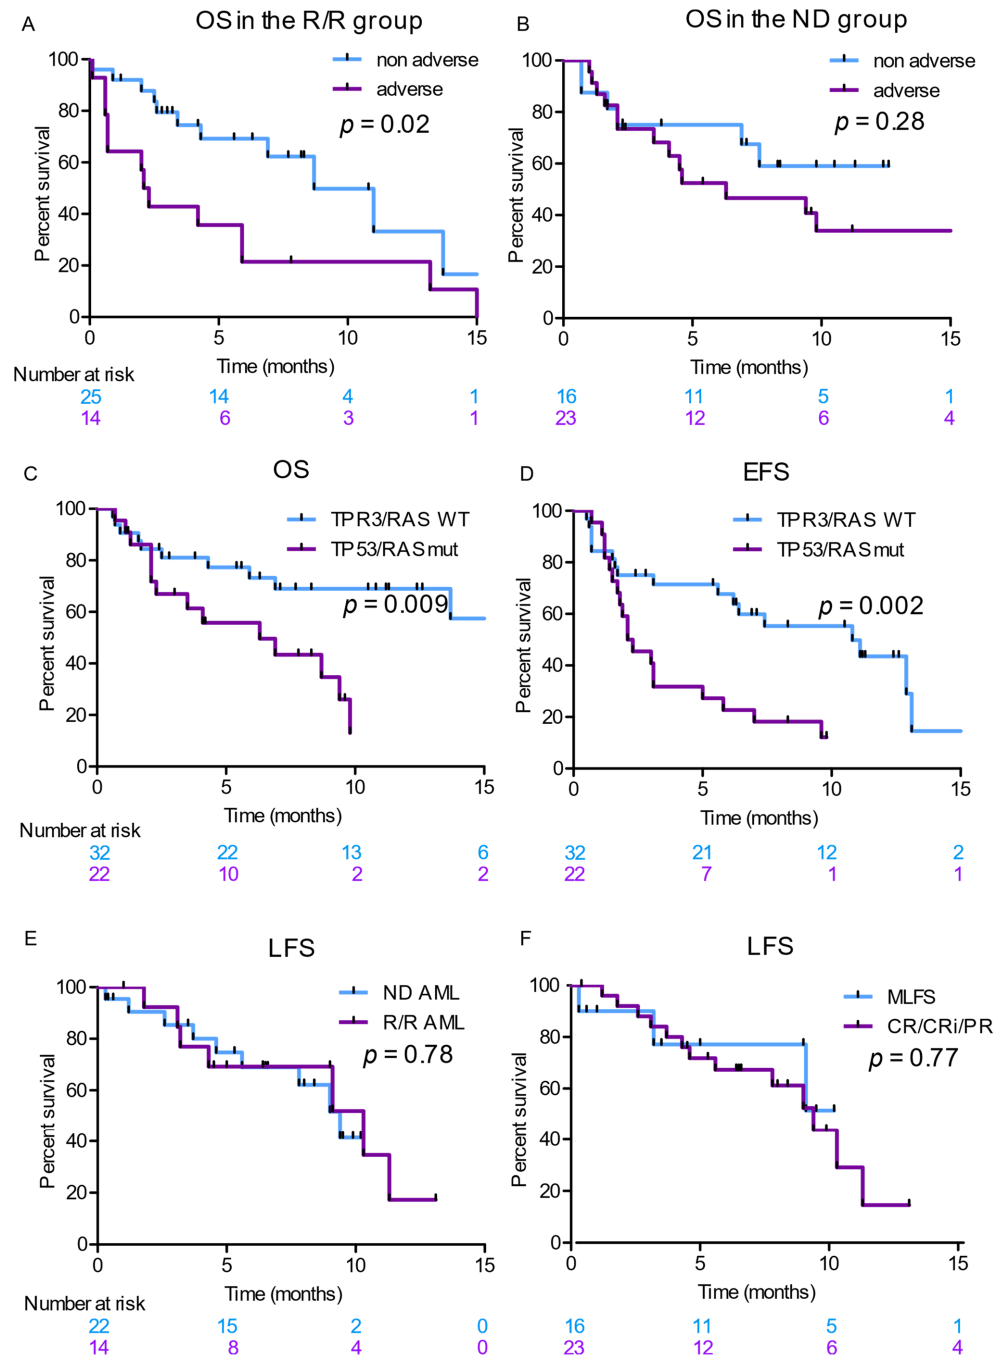 A
OS in the R/R group
non adverse
adverse
p = 0.02
100
80
60
40
20
0
Percent survival
0 5 10 15
Time (months)
Number at risk
25 14 4 1
14 6 3 1
B
OS in the ND group
non adverse
adverse
p = 0.28
100
80
60
40
20
0
Percent survival
0 5 10 15
Time (months)
16 11 5 1
23 12 6 4
C
OS
TPR3/RAS WT
TP53/RAS mut
p = 0.009
100
80
60
40
20
0
Percent survival
0 5 10 15
Time (months)
Number at risk
32 22 13 6
22 10 2 2
D
EFS
TPR3/RAS WT
TP53/RAS mut
p = 0.002
100
80
60
40
20
0
Percent survival
0 5 10 15
Time (months)
32 21 12 2
22 7 1 1
E
LFS
ND AML
R/R AML
p = 0.78
100
80
60
40
20
0
Percent survival
0 5 10 15
Time (months)
Number at risk
22 15 2 0
14 8 4 0
F
LFS
MLFS
CR/CRi/PR
p = 0.77
100
80
60
40
20
0
Percent survival
0 5 10 15
Time (months)
16 11 5 1
23 12 6 4